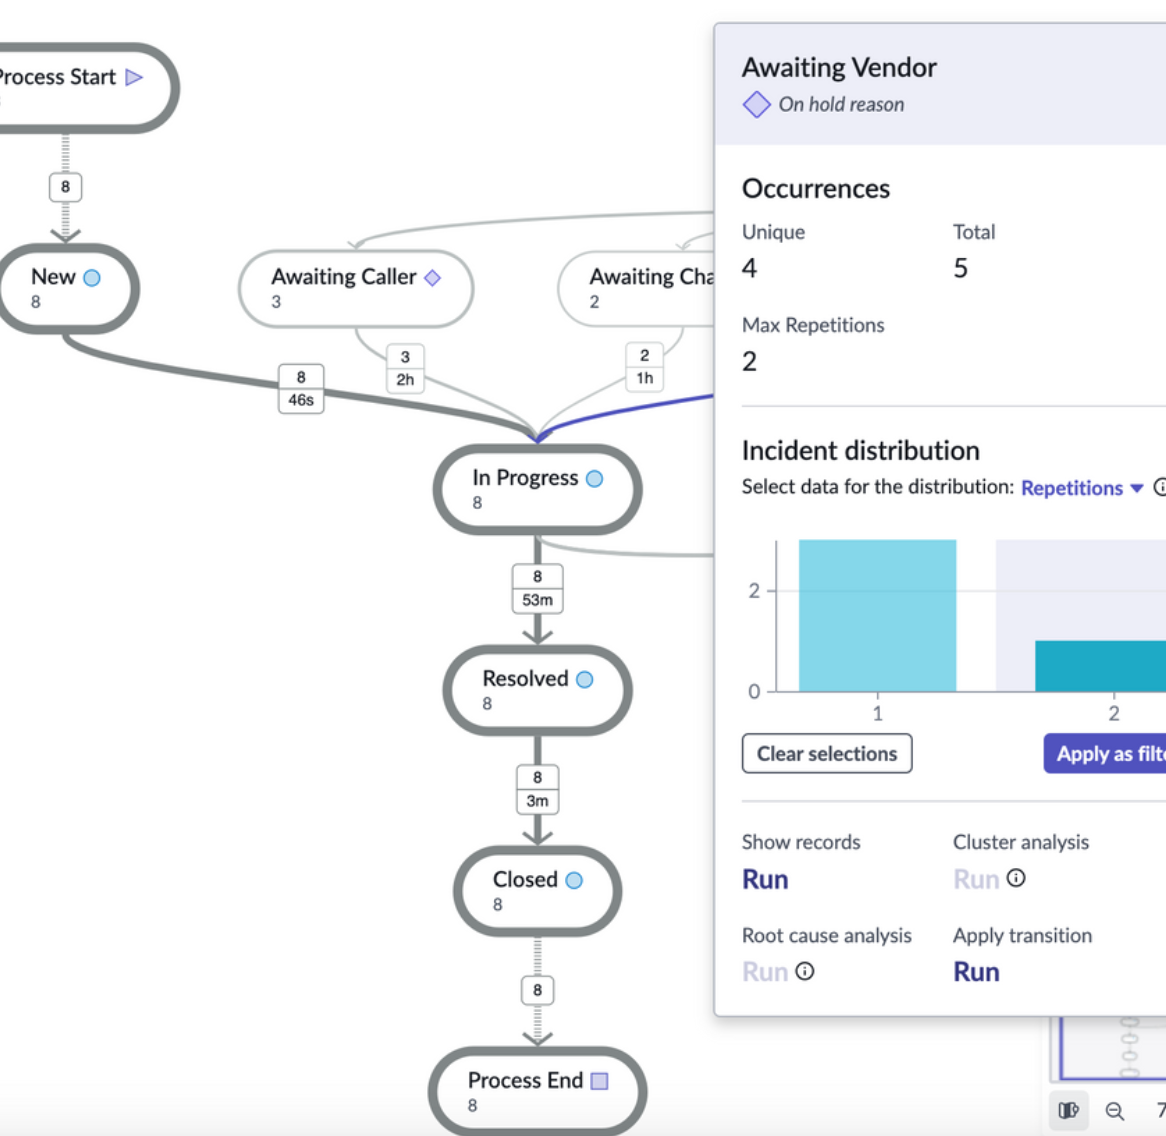 Process Start
8
New
8
Awaiting Caller
3
Awaiting Cha
2
3
2h
2
1h
8
46s
In Progress
8
8
53m
Resolved
8
8
3m
Closed
8
8
Process End
8
Awaiting Vendor
On hold reason
Occurrences
Unique Total
4 5
Max Repetitions
2
Incident distribution
Select data for the distribution: Repetitions
2
0
1 2
Clear selections Apply as filte
Show records Cluster analysis
Run Run
Root cause analysis Apply transition
Run Run
7